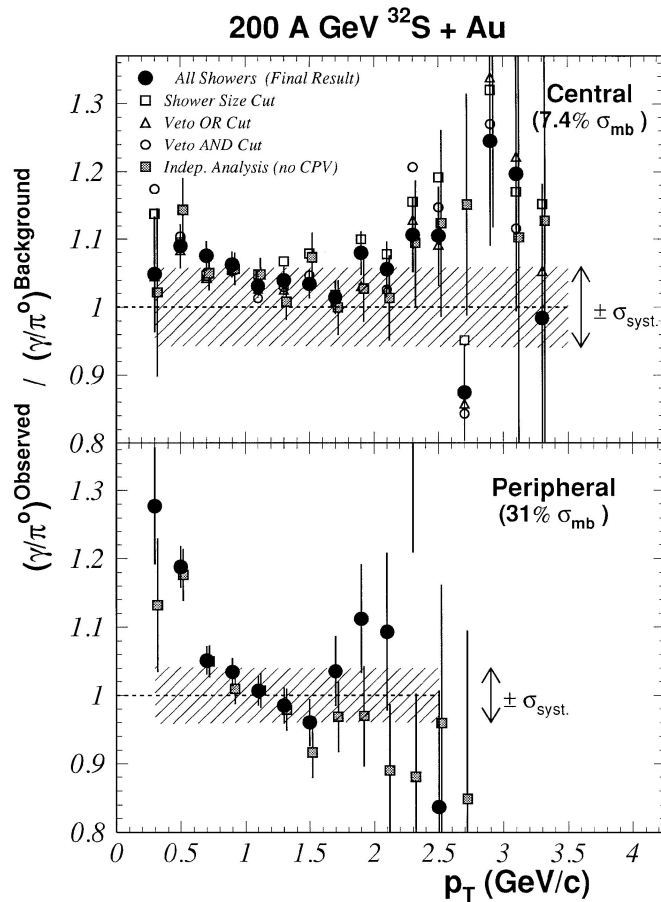 200 A GeV ³²S + Au
(γ/π⁰)Observed / (γ/π⁰)Background
1.3
1.2
1.1
1
0.9
0.8
All Showers (Final Result)
Shower Size Cut
Veto OR Cut
Veto AND Cut
Indep. Analysis (no CPV)
Central
(7.4% σmb)
± σsyst.
1.3
1.2
1.1
1
0.9
0.8
Peripheral
(31% σmb)
± σsyst.
0 0.5 1 1.5 2 2.5 3 3.5 4
pT (GeV/c)